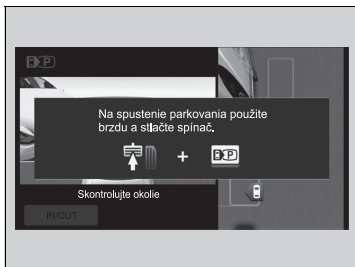 P
Na spustenie parkovania použite
brzdu a stlačte spínač.
+ P
Skontrolujte okolie
IN/OUT